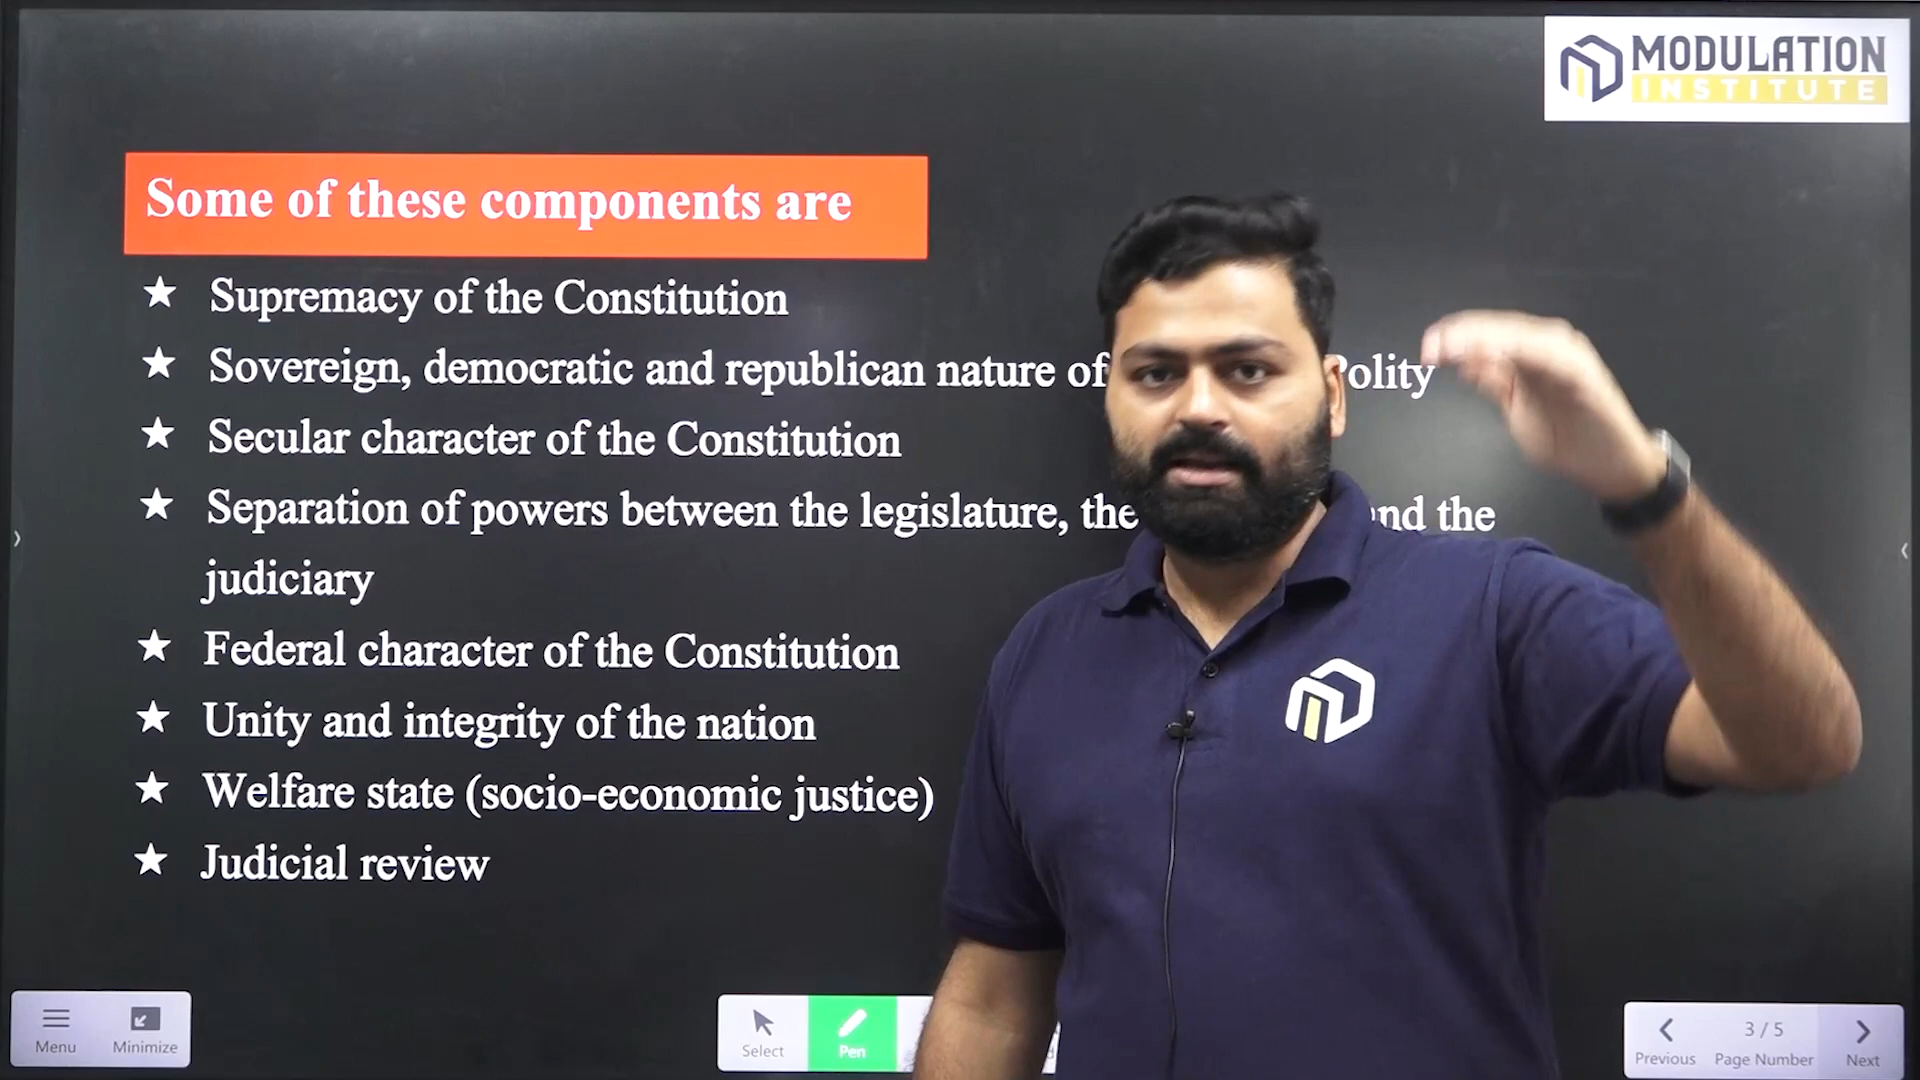 MODULATION
INSTITUTE
Some of these components are
★ Supremacy of the Constitution
★ Sovereign, democratic and republican nature of Polity
★ Secular character of the Constitution
★ Separation of powers between the legislature, the and the
judiciary
★ Federal character of the Constitution
★ Unity and integrity of the nation
★ Welfare state (socio-economic justice)
★ Judicial review
Menu
Minimize
Select
Pen
3 / 5
Previous
Page Number
Next